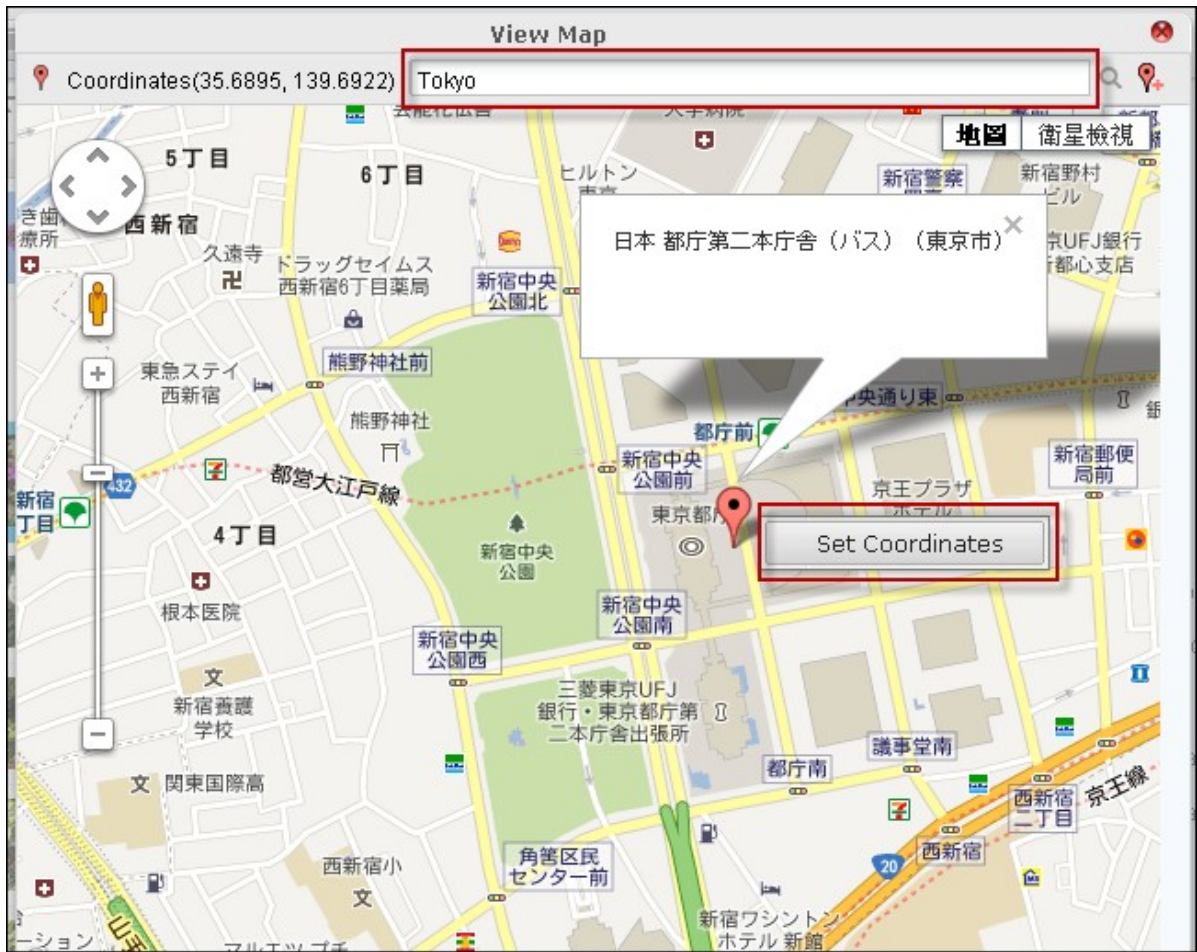 View Map
Coordinates(35.6895, 139.6922)
Tokyo
地圖
衛星檢視
5丁目
6丁目
ヒルトン
東京
新宿警察
新宿野村
ビル
西新宿
久遠寺
ドラッグセイムス
西新宿6丁目薬局
新宿中央
公園北
日本 都庁第二本庁舎（バス）（東京市）
京UFJ銀行
都心支店
東急ステイ
西新宿
熊野神社前
熊野神社
中央通り東
都庁前
新宿中央
公園前
新宿郵便
局前
京王プラザ
ホテル
432
都営大江戸線
新宿
丁目
4丁目
新宿中央
公園
東京都庁
Set Coordinates
根本医院
新宿中央
公園南
新宿中央
公園西
新宿養護
学校
三菱東京UFJ
銀行・東京都庁第
二本庁舎出張所
議事堂南
都庁南
関東国際高
西新宿
二丁目
京王線
西新宿
20
西新宿小
角筈区民
センター前
新宿ワシントン
ホテル 新館
山手
マルエツ プチ